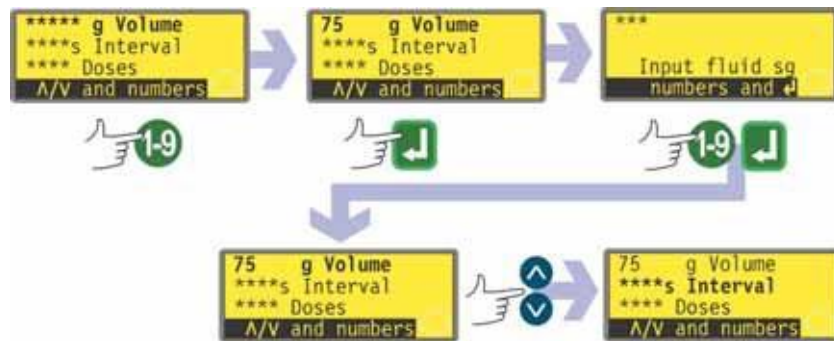 ***** g Volume
****s Interval
**** Doses
Λ/V and numbers
75 g Volume
****s Interval
**** Doses
Λ/V and numbers
***
Input fluid sg
numbers and ↲
1-9
1-9
75 g Volume
****s Interval
**** Doses
Λ/V and numbers
75 g Volume
****s Interval
**** Doses
Λ/V and numbers